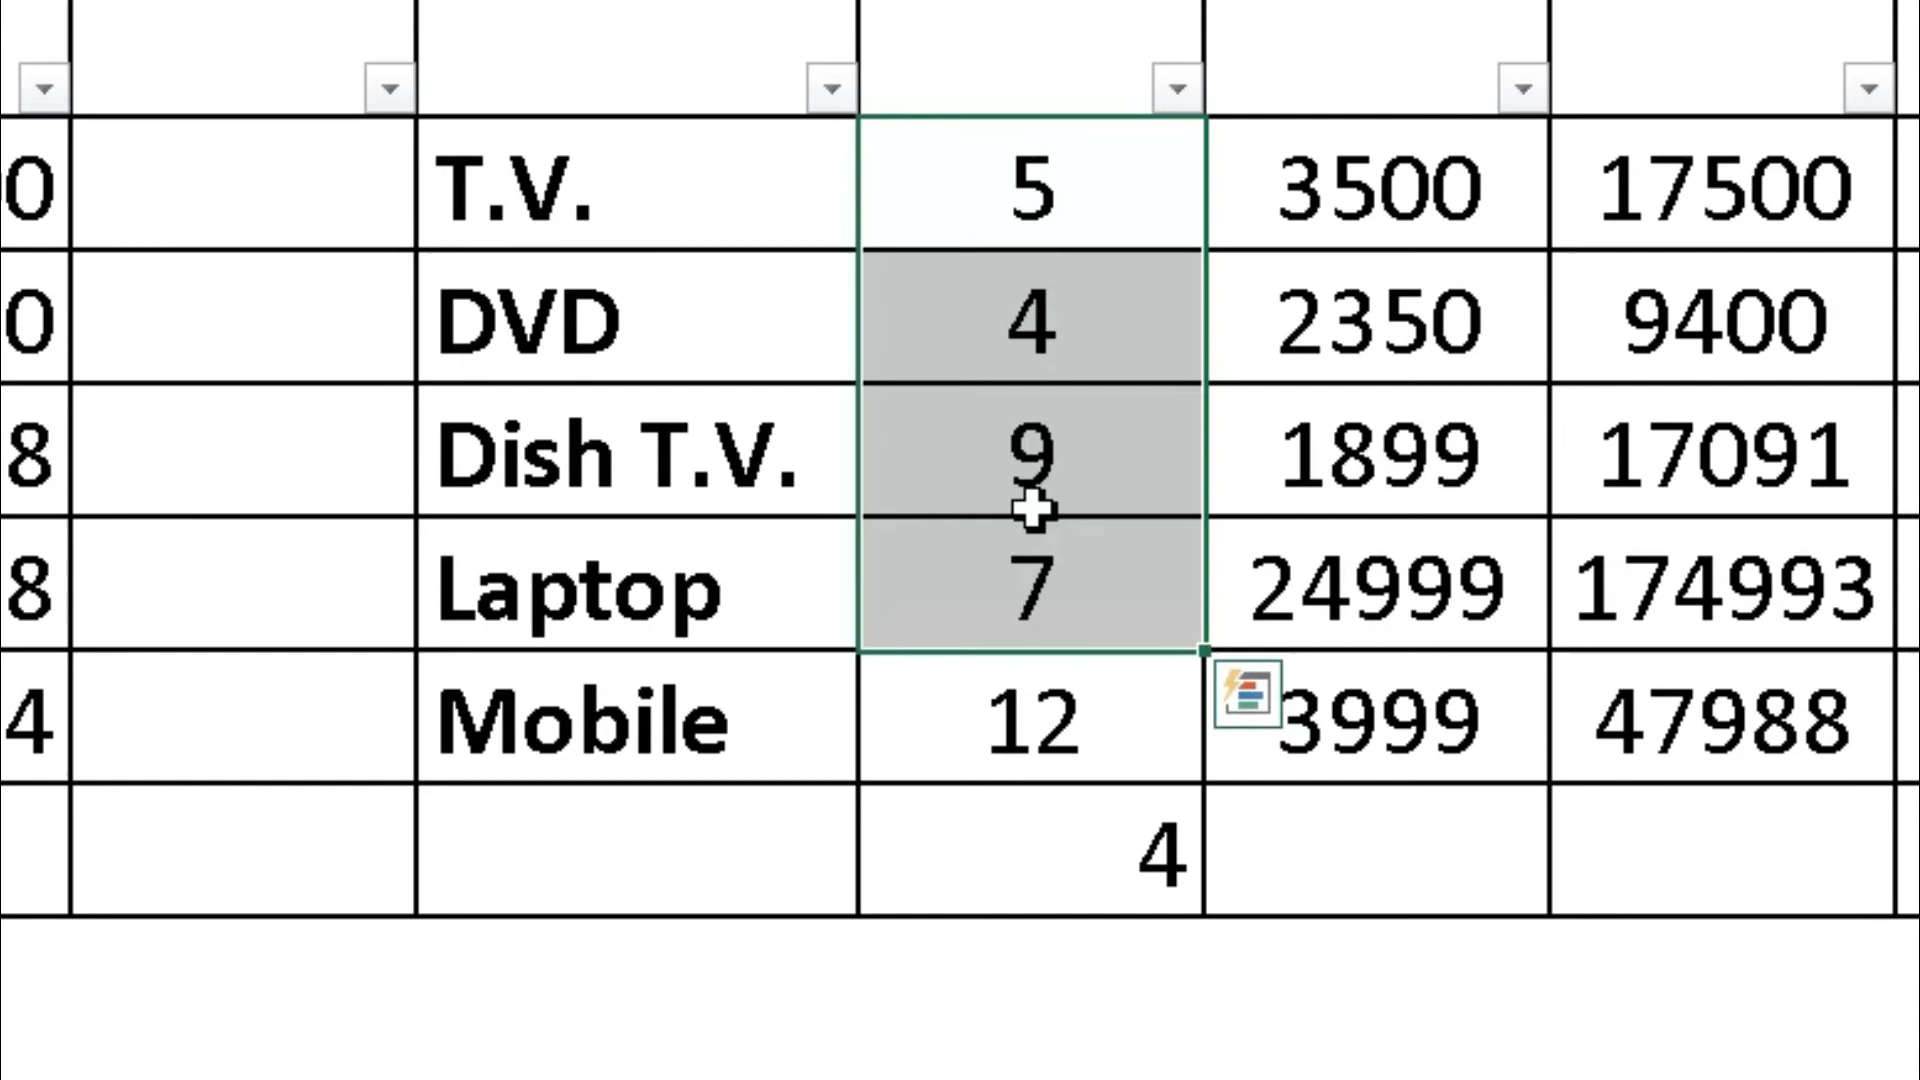 0 T.V. 5 3500 17500
0 DVD 4 2350 9400
8 Dish T.V. 9 1899 17091
8 Laptop 7 24999 174993
4 Mobile 12 3999 47988
4